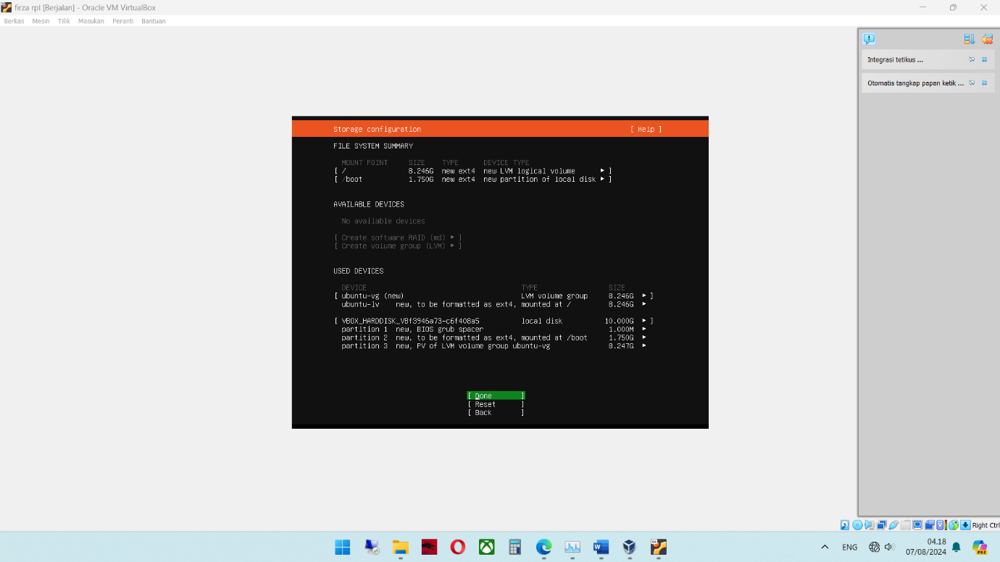 firza rpl [Berjalan] - Oracle VM VirtualBox
Berkas Mesin Tilik Masukan Peranti Bantuan
Integrasi tetikus ...
Otomatis tangkap papan ketik ...
Storage configuration [ Help ]
FILE SYSTEM SUMMARY
MOUNT POINT SIZE TYPE DEVICE TYPE
[ / 8.246G new ext4 new LVM logical volume ▸ ]
[ /boot 1.750G new ext4 new partition of local disk ▸ ]
AVAILABLE DEVICES
No available devices
[ Create software RAID (md) ▸ ]
[ Create volume group (LVM) ▸ ]
USED DEVICES
DEVICE TYPE SIZE
[ ubuntu-vg (new) LVM volume group 8.246G ▸ ]
ubuntu-lv new, to be formatted as ext4, mounted at / 8.246G ▸
[ VBOX_HARDDISK_VBf3946a73-c6f408a5 local disk 10.000G ▸ ]
partition 1 new, BIOS grub spacer 1.000M ▸
partition 2 new, to be formatted as ext4, mounted at /boot 1.750G ▸
partition 3 new, PV of LVM volume group ubuntu-vg 8.247G ▸
[ Done ]
[ Reset ]
[ Back ]
Right Ctrl
ENG
04.18
07/08/2024
PRE